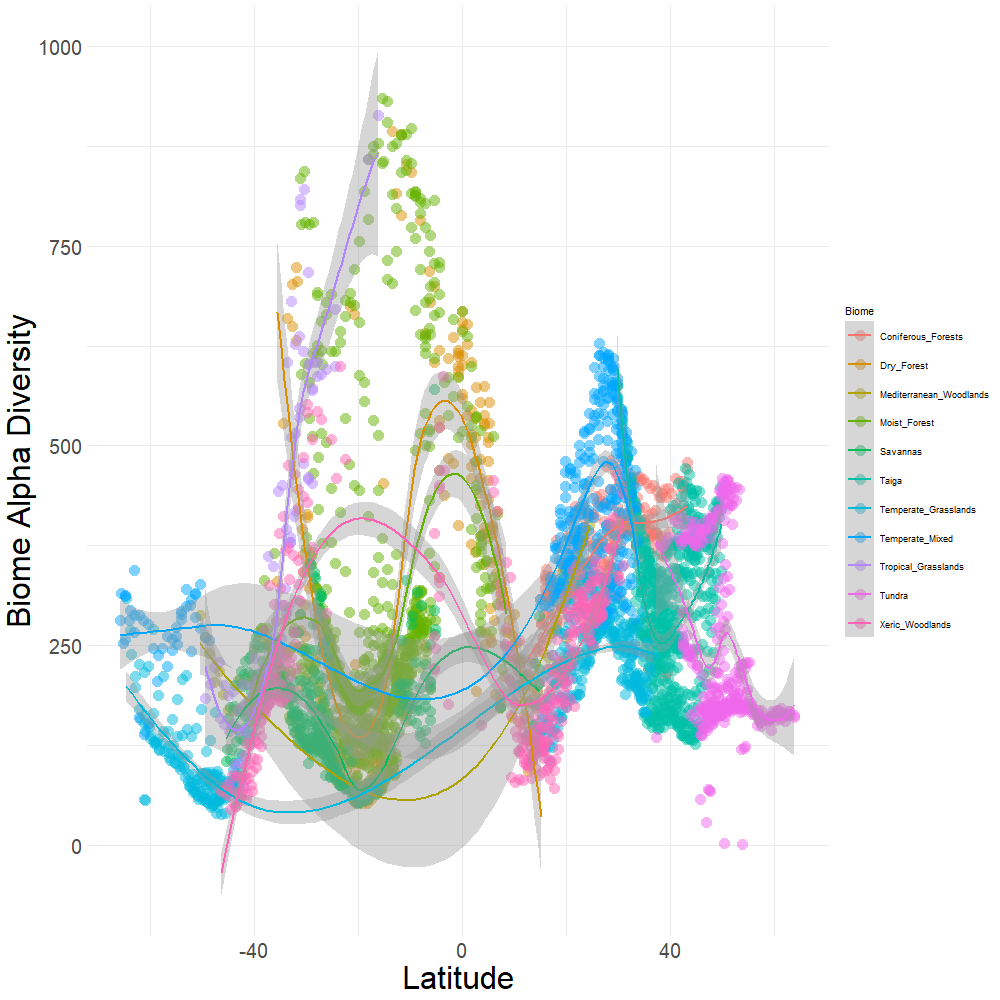 Biome Alpha Diversity
1000
750
500
250
0
-40
0
40
Latitude
Biome
Coniferous_Forests
Dry_Forest
Mediterranean_Woodlands
Moist_Forest
Savannas
Taiga
Temperate_Grasslands
Temperate_Mixed
Tropical_Grasslands
Tundra
Xeric_Woodlands